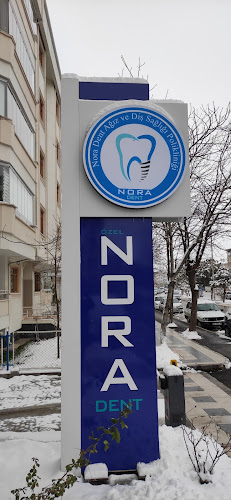 Nora Dent Ağız ve Diş Sağlığı Polikliniği
NORA
DENT
ÖZEL
NORA
DENT